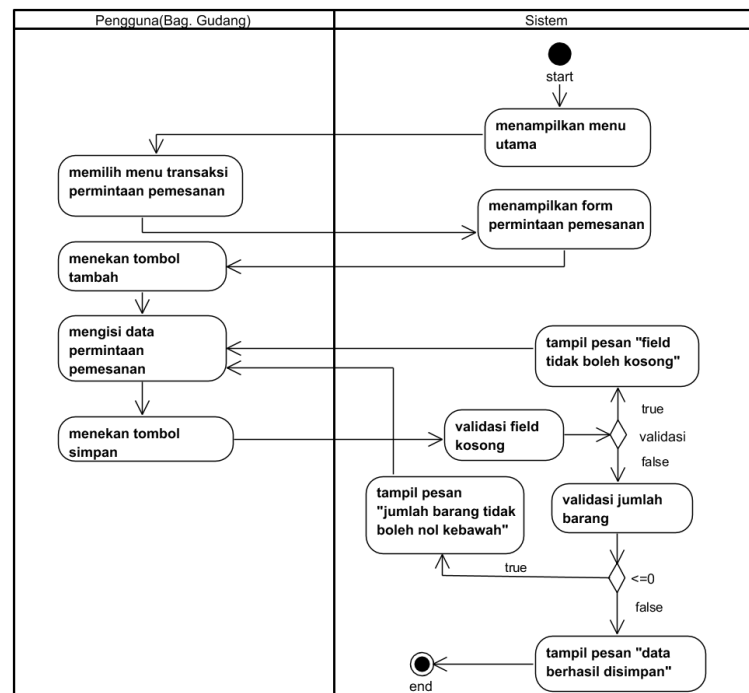 Pengguna(Bag. Gudang)
Sistem
start
menampilkan menu
utama
memilih menu transaksi
permintaan pemesanan
menampilkan form
permintaan pemesanan
menekan tombol
tambah
mengisi data
permintaan
pemesanan
tampil pesan "field
tidak boleh kosong"
true
menekan tombol
simpan
validasi field
kosong
validasi
false
tampil pesan
"jumlah barang tidak
boleh nol kebawah"
validasi jumlah
barang
true
<=0
false
tampil pesan "data
berhasil disimpan"
end